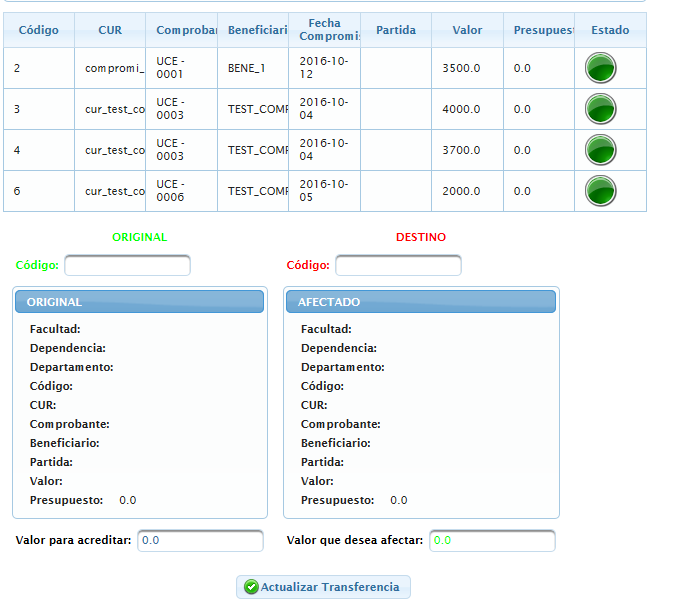 Código CUR Comproba Beneficiari Fecha Compromi Partida Valor Presupues Estado
2 compromi_ UCE - 0001 BENE_1 2016-10-12 3500.0 0.0
3 cur_test_co UCE - 0003 TEST_COMP 2016-10-04 4000.0 0.0
4 cur_test_co UCE - 0003 TEST_COMP 2016-10-04 3700.0 0.0
6 cur_test_co UCE - 0006 TEST_COMP 2016-10-05 2000.0 0.0
ORIGINAL DESTINO
Código: Código:
ORIGINAL AFECTADO
Facultad: Facultad:
Dependencia: Dependencia:
Departamento: Departamento:
Código: Código:
CUR: CUR:
Comprobante: Comprobante:
Beneficiario: Beneficiario:
Partida: Partida:
Valor: Valor:
Presupuesto: 0.0 Presupuesto: 0.0
Valor para acreditar: 0.0 Valor que desea afectar: 0.0
Actualizar Transferencia